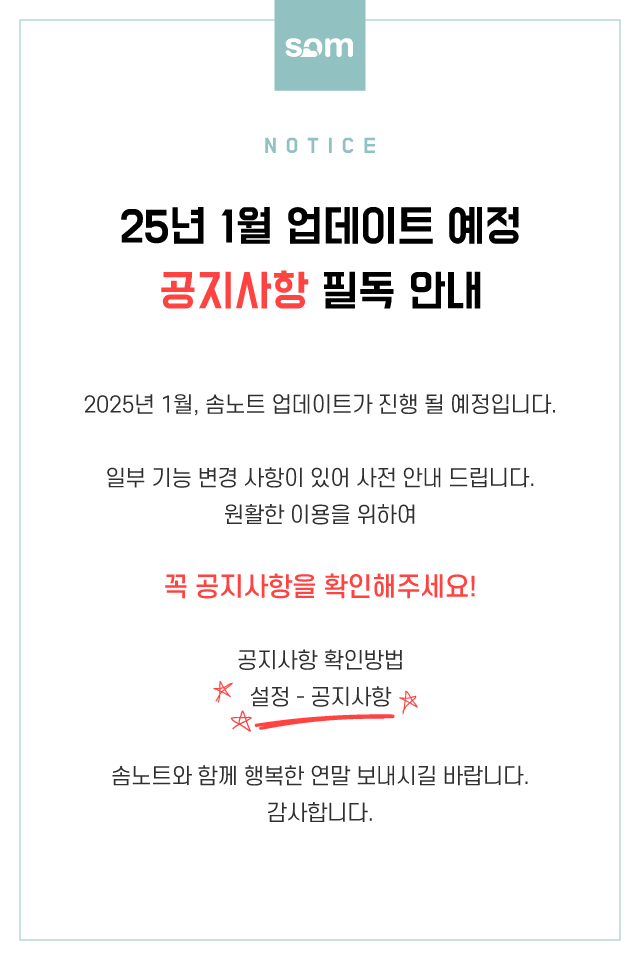 som
NOTICE
25년 1월 업데이트 예정
공지사항 필독 안내
2025년 1월, 솜노트 업데이트가 진행 될 예정입니다.
일부 기능 변경 사항이 있어 사전 안내 드립니다.
원활한 이용을 위하여
꼭 공지사항을 확인해주세요!
공지사항 확인방법
설정 - 공지사항
솜노트와 함께 행복한 연말 보내시길 바랍니다.
감사합니다.